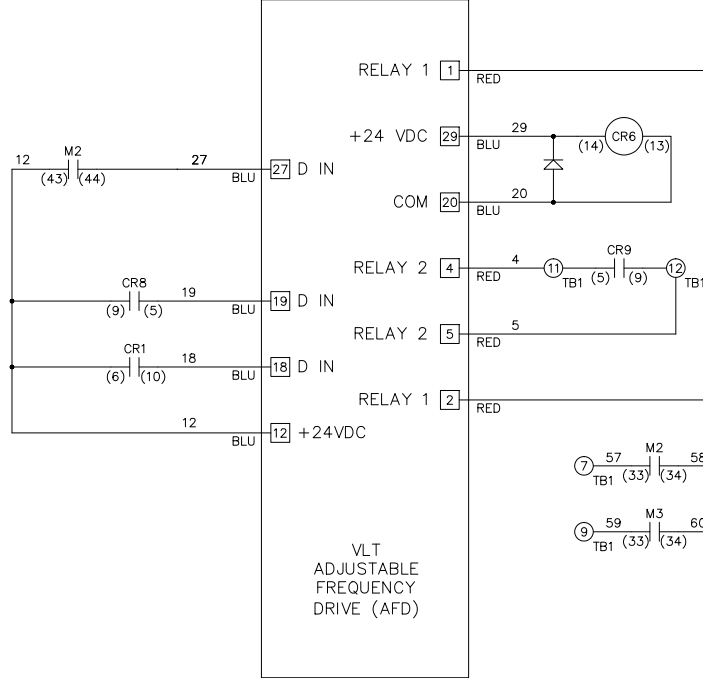 RELAY 1 1
RED
+24 VDC 29 29
BLU
(14) CR6 (13)
12 M2 27
(43) (44) BLU
27 D IN
COM 20 20
BLU
RELAY 2 4 4
RED
11 TB1
CR9
(5) (9)
12 TB1
CR8 19
(9) (5) BLU
19 D IN
RELAY 2 5 5
RED
CR1 18
(6) (10) BLU
18 D IN
RELAY 1 2
RED
12
BLU
12 +24VDC
7 57 M2 58
TB1 (33) (34)
9 59 M3 60
TB1 (33) (34)
VLT
ADJUSTABLE
FREQUENCY
DRIVE (AFD)